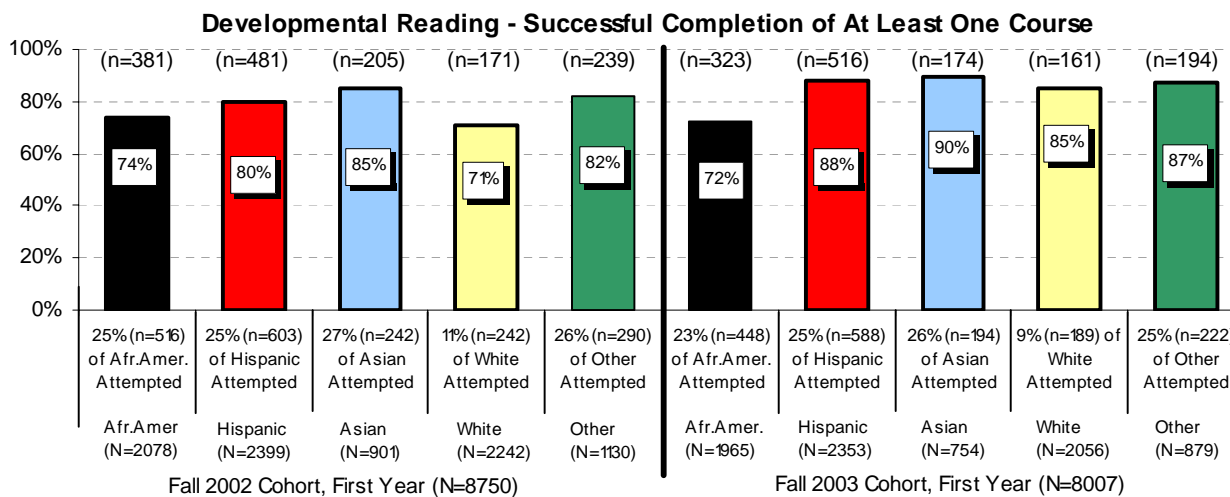 Developmental Reading - Successful Completion of At Least One Course
100%
80%
60%
40%
20%
0%
(n=381) (n=481) (n=205) (n=171) (n=239) (n=323) (n=516) (n=174) (n=161) (n=194)
74% 80% 85% 71% 82% 72% 88% 90% 85% 87%
25% (n=516) 25% (n=603) 27% (n=242) 11% (n=242) 26% (n=290) 23% (n=448) 25% (n=588) 26% (n=194) 9% (n=189) of 25% (n=222)
of Afr.Amer. of Hispanic of Asian of White of Other of Afr.Amer. of Hispanic of Asian White of Other
Attempted Attempted Attempted Attempted Attempted Attempted Attempted Attempted Attempted Attempted
Afr.Amer Hispanic Asian White Other Afr.Amer. Hispanic Asian White Other
(N=2078) (N=2399) (N=901) (N=2242) (N=1130) (N=1965) (N=2353) (N=754) (N=2056) (N=879)
Fall 2002 Cohort, First Year (N=8750) Fall 2003 Cohort, First Year (N=8007)